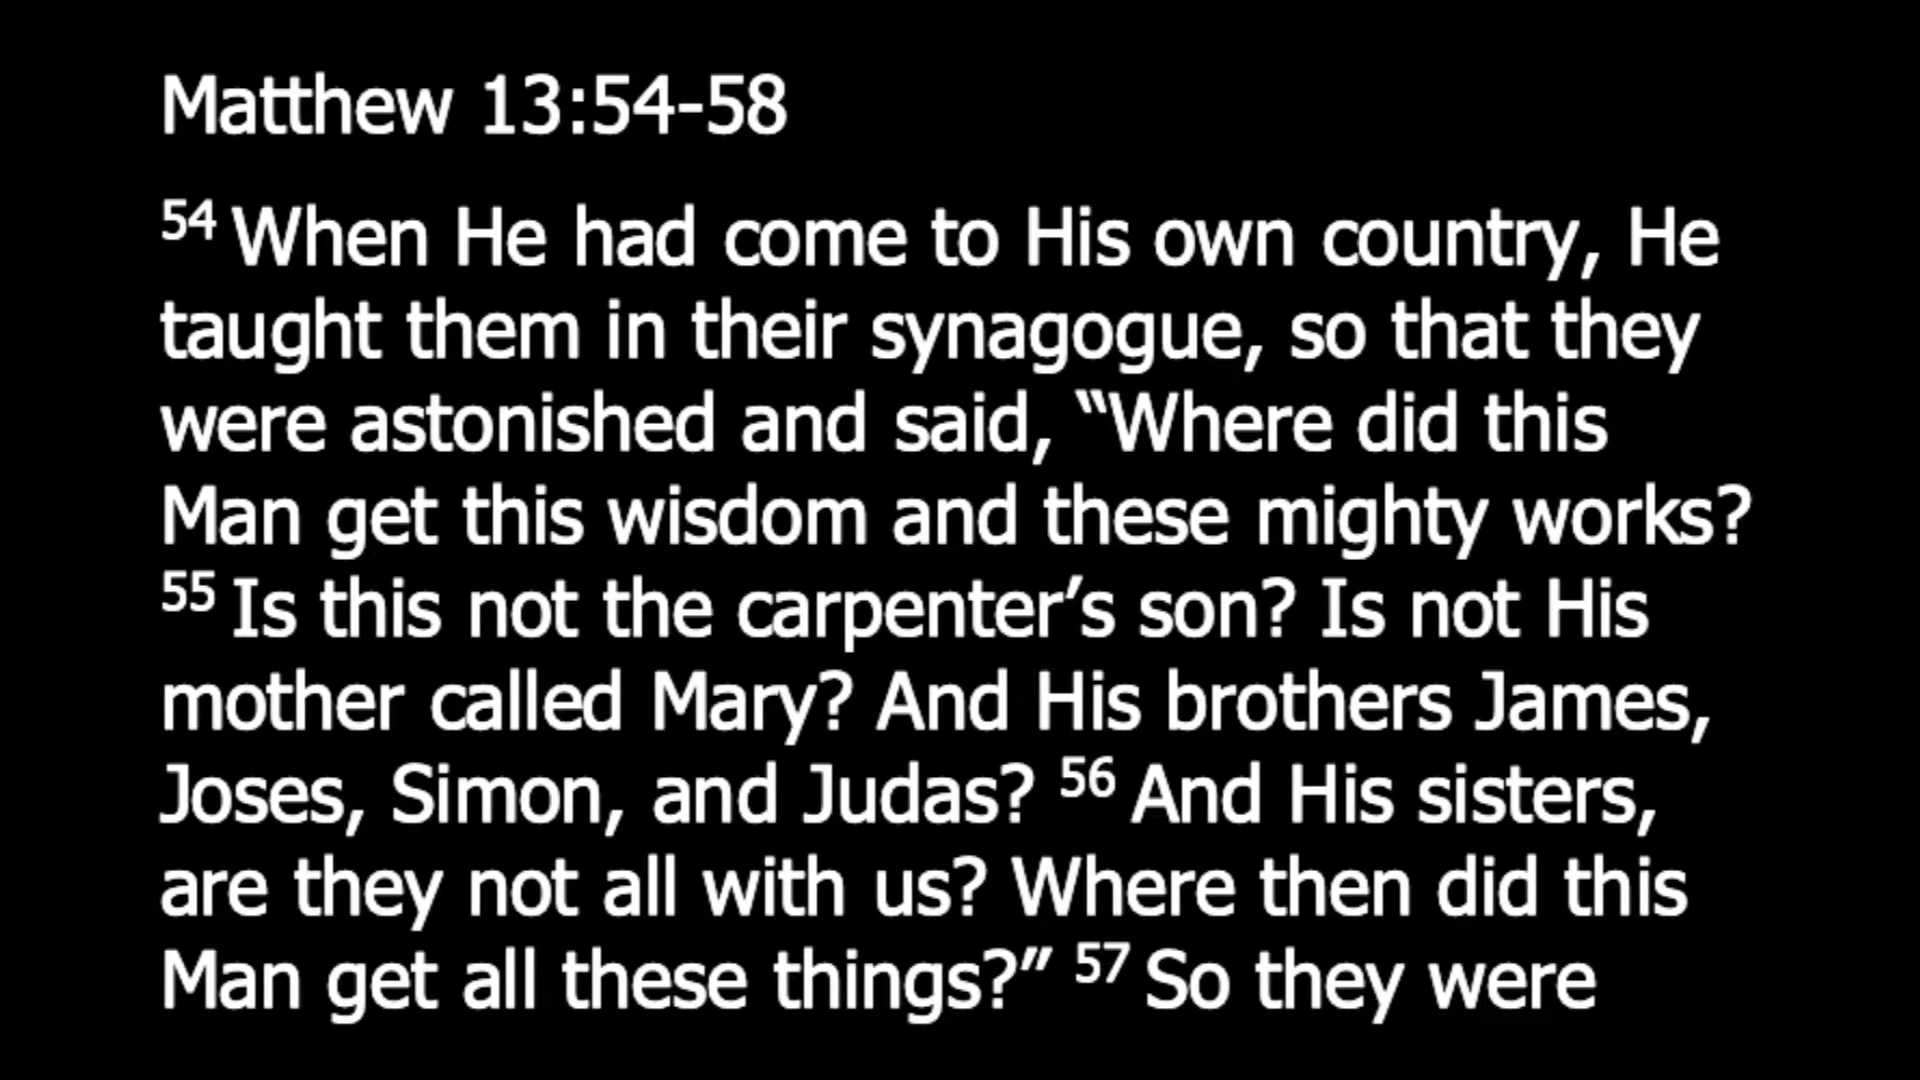 Matthew 13:54-58
54 When He had come to His own country, He
taught them in their synagogue, so that they
were astonished and said, “Where did this
Man get this wisdom and these mighty works?
55 Is this not the carpenter’s son? Is not His
mother called Mary? And His brothers James,
Joses, Simon, and Judas? 56 And His sisters,
are they not all with us? Where then did this
Man get all these things?” 57 So they were